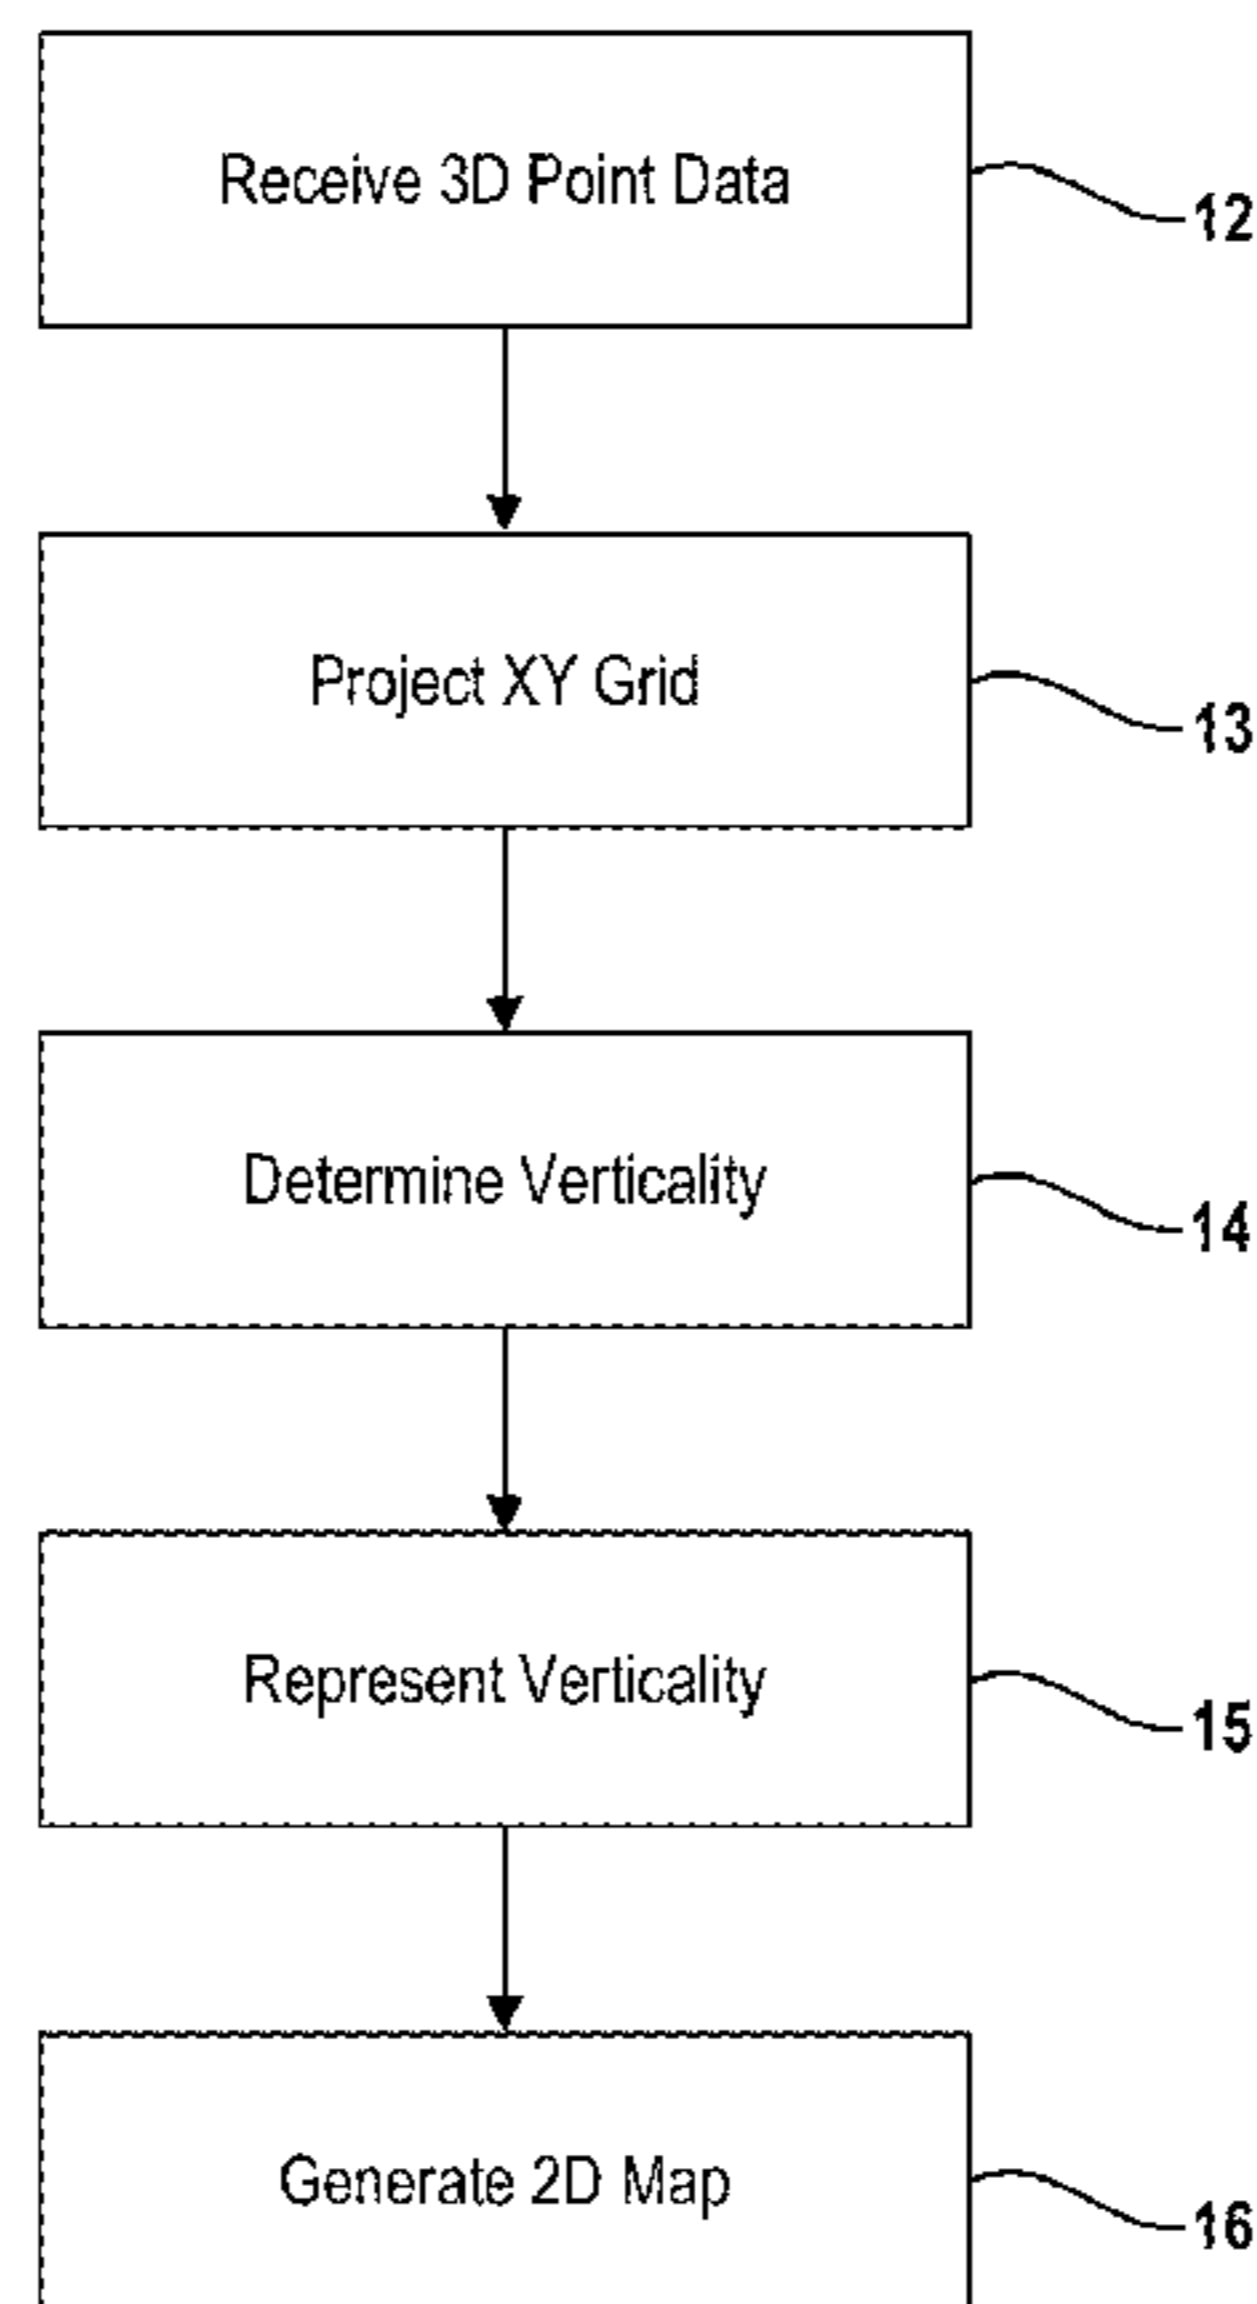 Receive 3D Point Data
12
Project XY Grid
13
Determine Verticality
14
Represent Verticality
15
Generate 2D Map
16